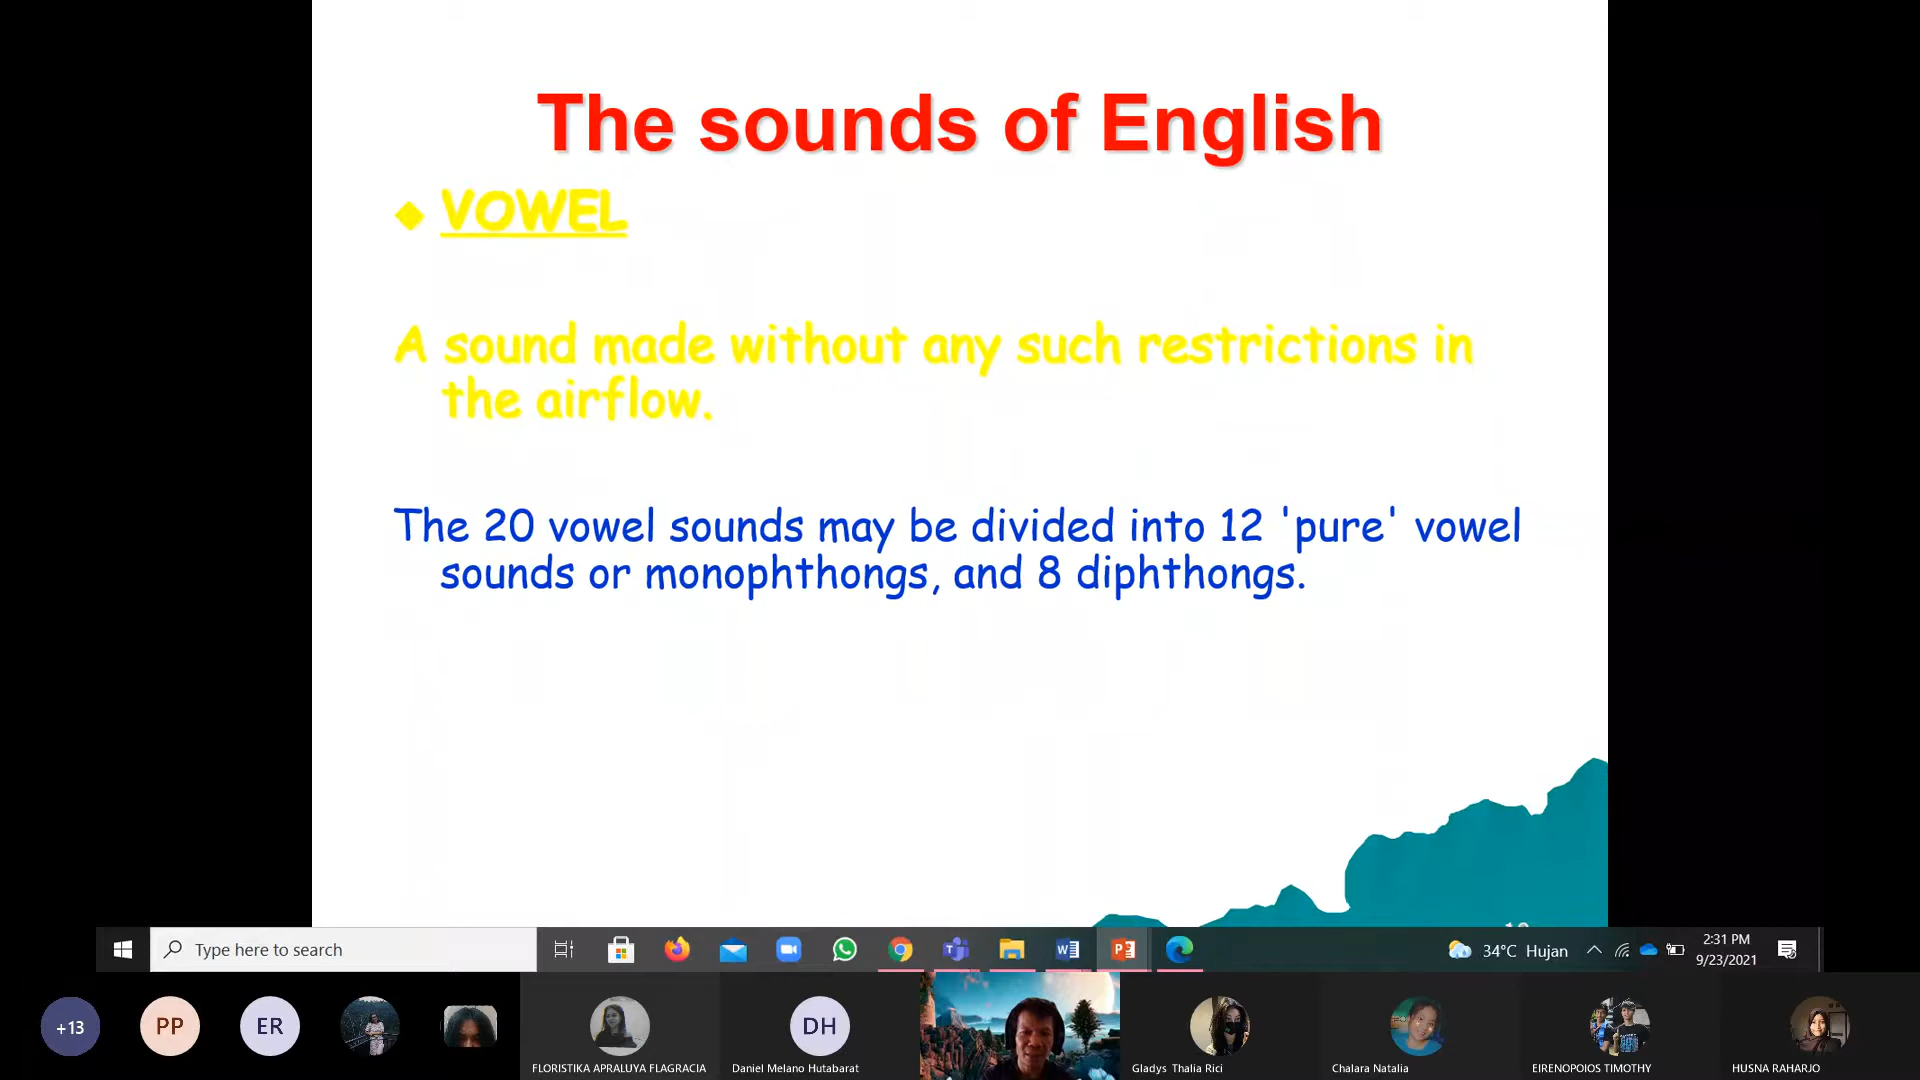 The sounds of English
VOWEL
A sound made without any such restrictions in
the airflow.
The 20 vowel sounds may be divided into 12 'pure' vowel
sounds or monophthongs, and 8 diphthongs.
Type here to search
34°C Hujan
2:31 PM
9/23/2021
+13
PP
ER
DH
FLORISTIKA APRALUYA FLAGRACIA
Daniel Melano Hutabarat
Gladys Thalia Rici
Chalara Natalia
EIRENOPOIOS TIMOTHY
HUSNA RAHARJO